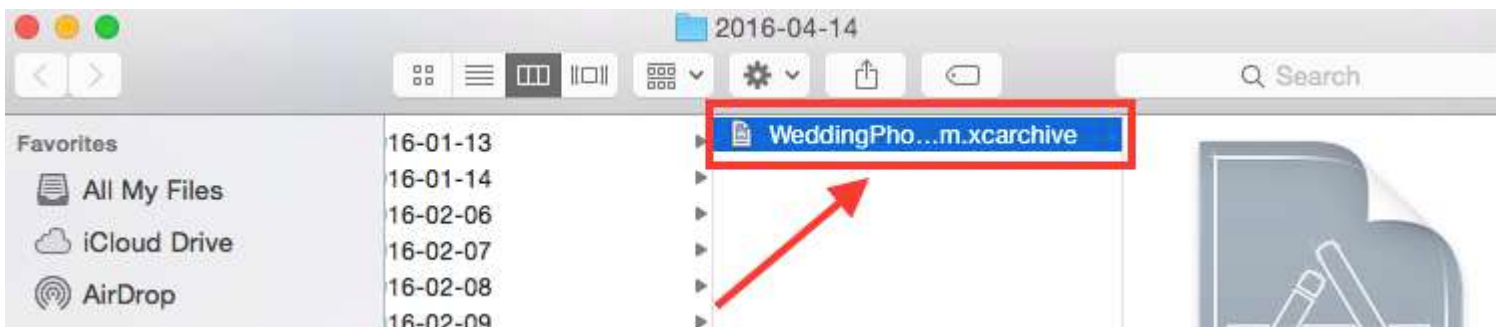 2016-04-14
Search
Favorites
All My Files
iCloud Drive
AirDrop
16-01-13
16-01-14
16-02-06
16-02-07
16-02-08
16-02-09
WeddingPho...m.xcarchive